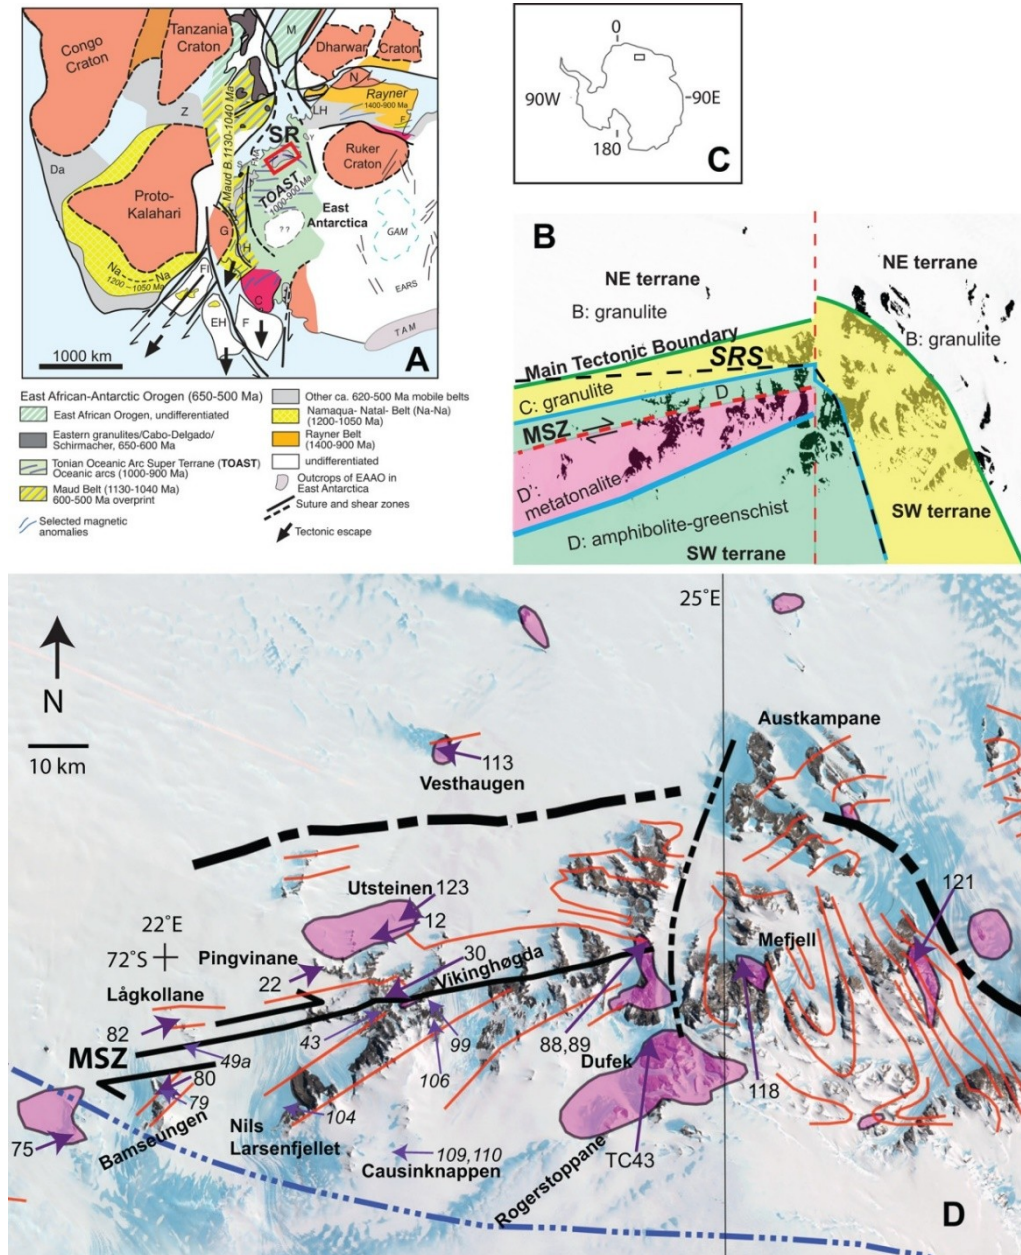 Congo
Craton
Tanzania
Craton
M
Dharwar
Craton
N
Rayner
1400-900 Ma
LH
F
Z
Maud B.1130-1040 Ma
SR
CY
S
Ruker
Craton
Da
Proto-
Kalahari
TOAST
1000-900 Ma
East
Antarctica
? ?
GAM
G
H
Na
Na
1200 -1050 Ma
FI
C
EARS
EH
F
TAM
1000 km
A
0
90W
90E
180
C
East African-Antarctic Orogen (650-500 Ma)
East African Orogen, undifferentiated
Eastern granulites/Cabo-Delgado/
Schirmacher, 650-600 Ma
Tonian Oceanic Arc Super Terrane (TOAST)
Oceanic arcs (1000-900 Ma)
Maud Belt (1130-1040 Ma)
600-500 Ma overprint
Selected magnetic
anomalies
Other ca. 620-500 Ma mobile belts
Namaqua- Natal- Belt (Na-Na)
(1200-1050 Ma)
Rayner Belt
(1400-900 Ma)
undifferentiated
Outcrops of EAAO in
East Antarctica
Suture and shear zones
Tectonic escape
B
NE terrane
B: granulite
NE terrane
B: granulite
Main Tectonic Boundary
SRS
C: granulite
D
MSZ
D':
metatonalite
D: amphibolite-greenschist
SW terrane
SW terrane
25°E
N
10 km
Austkampane
113
Vesthaugen
Utsteinen
123
12
121
22°E
72°S
Pingvinane
22
30
Vikinghøgda
Mefjell
Lågkollane
82
MSZ
49a
43
99
106
88,89
Dufek
118
80
79
75
Bamseungen
104
Nils
Larsenfjellet
109,110
Causinknappen
Rogerstoppane
TC43
D